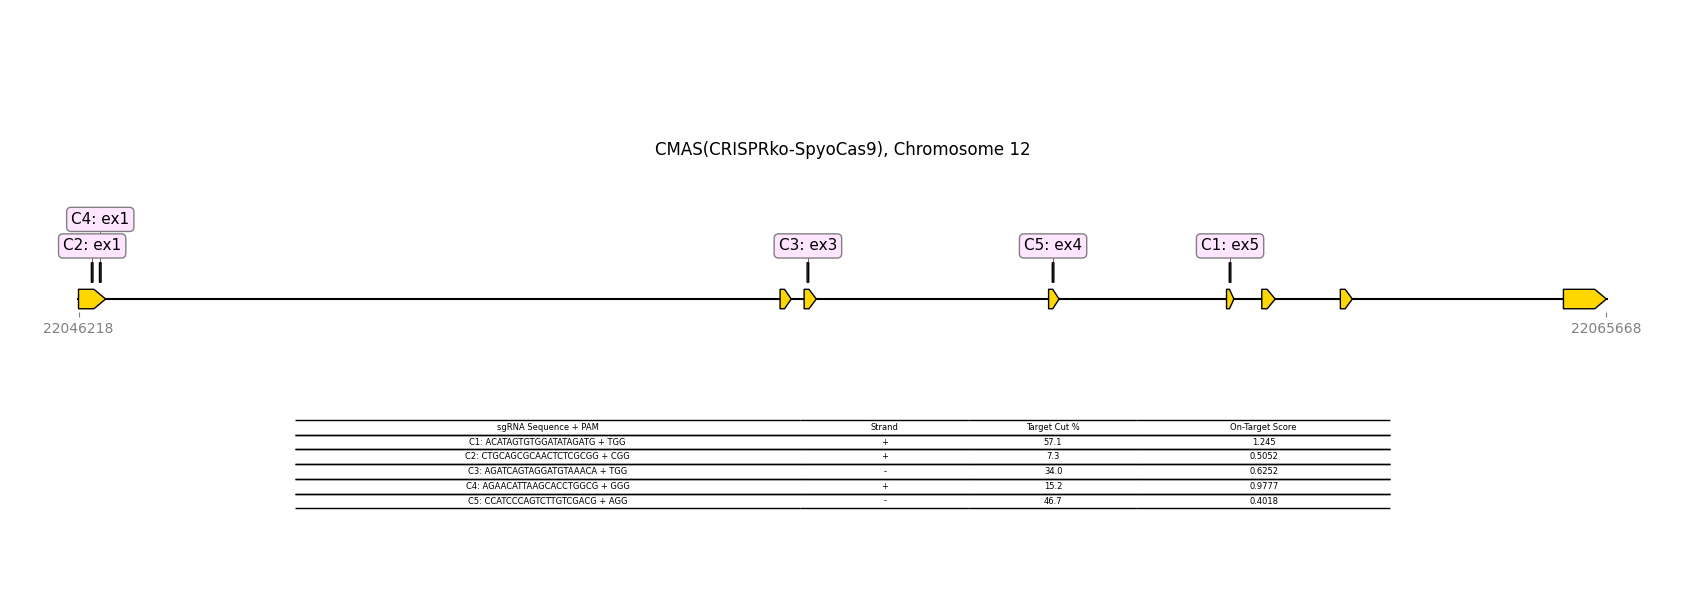 CMAS(CRISPRko-SpyoCas9), Chromosome 12
C4: ex1
C2: ex1
C3: ex3
C5: ex4
C1: ex5
22046218
22065668
sgRNA Sequence + PAM Strand Target Cut % On-Target Score
C1: ACATAGTGTGGATATAGATG + TGG + 57.1 1.245
C2: CTGCAGCGCAACTCTCGCGG + CGG + 7.3 0.5052
C3: AGATCAGTAGGATGTAAACA + TGG - 34.0 0.6252
C4: AGAACATTAAGCACCTGGCG + GGG + 15.2 0.9777
C5: CCATCCCAGTCTTGTCGACG + AGG - 46.7 0.4018